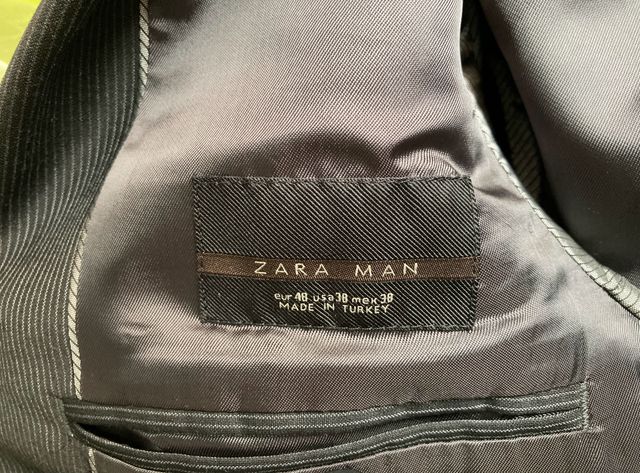 ZARA MAN
eur 48 usa 38 mex 38
MADE IN TURKEY